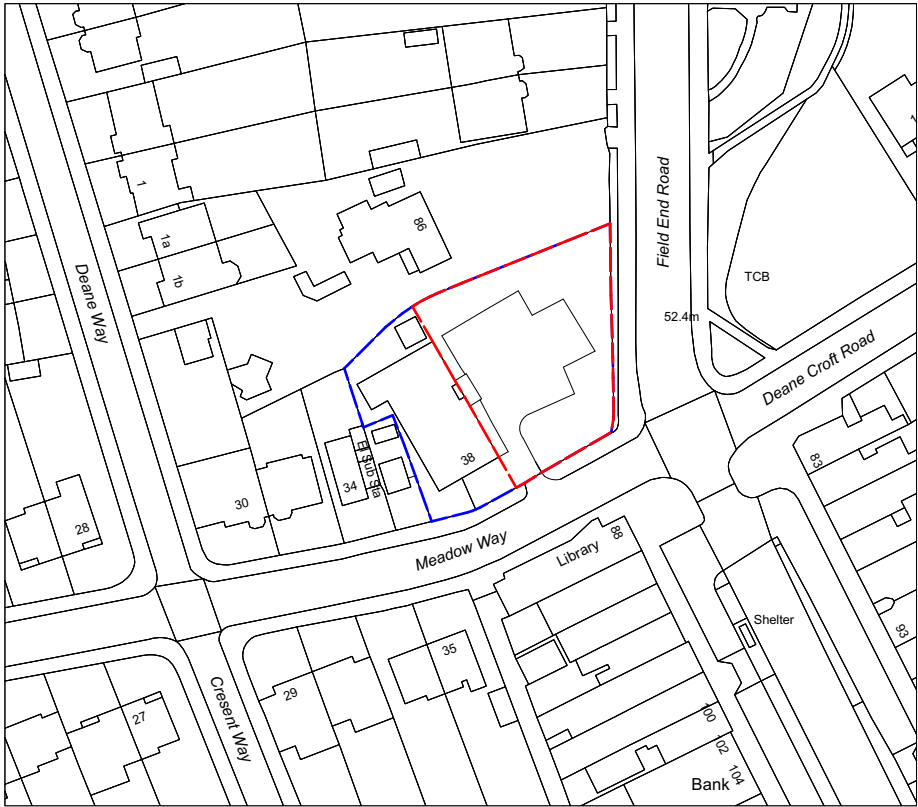 1
1a
1b
86
Field End Road
TCB
52.4m
Deane Way
Deane Croft Road
83
38
El Sub Sta
34
30
28
Meadow Way
88
Library
Shelter
93
35
29
27
Cresent Way
100
102
104
Bank